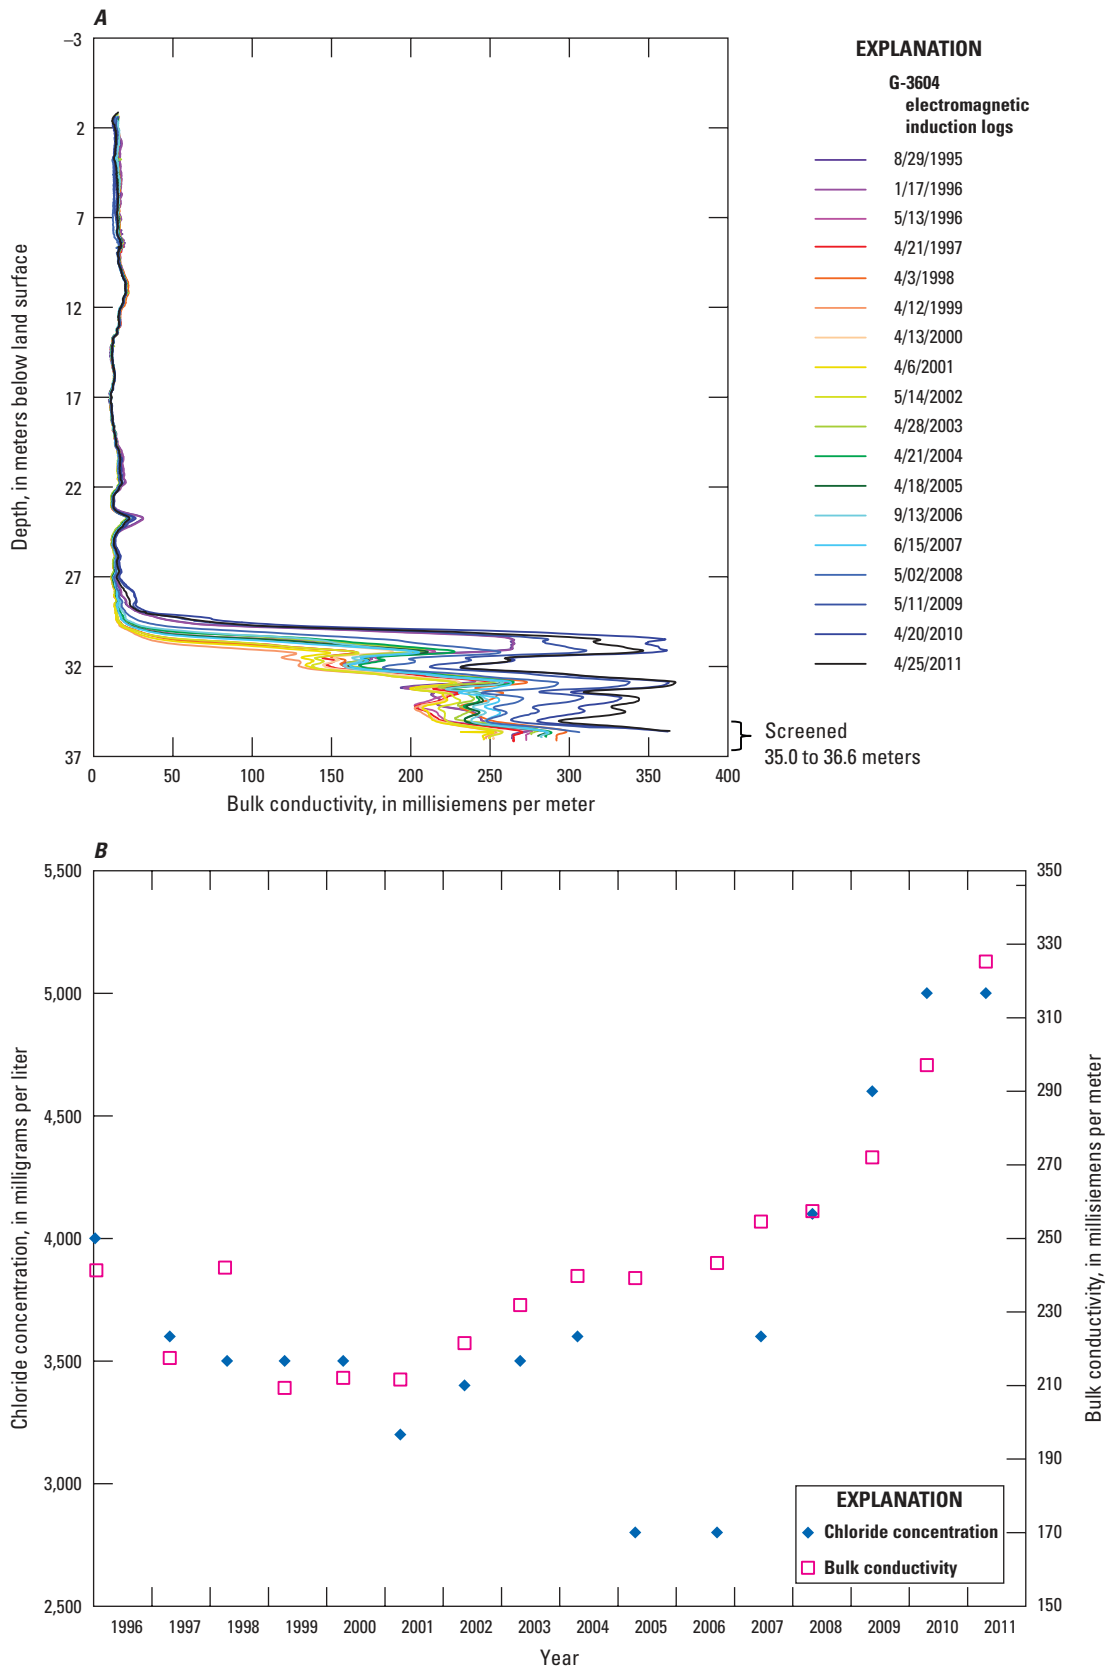 A
EXPLANATION
G-3604
electromagnetic
induction logs
8/29/1995
1/17/1996
5/13/1996
4/21/1997
4/3/1998
4/12/1999
4/13/2000
4/6/2001
5/14/2002
4/28/2003
4/21/2004
4/18/2005
9/13/2006
6/15/2007
5/02/2008
5/11/2009
4/20/2010
4/25/2011
Screened
35.0 to 36.6 meters
Depth, in meters below land surface
–3
2
7
12
17
22
27
32
37
0 50 100 150 200 250 300 350 400
Bulk conductivity, in millisiemens per meter
B
Chloride concentration, in milligrams per liter
5,500
5,000
4,500
4,000
3,500
3,000
2,500
350
330
310
290
270
250
230
210
190
170
150
Bulk conductivity, in millisiemens per meter
EXPLANATION
Chloride concentration
Bulk conductivity
1996 1997 1998 1999 2000 2001 2002 2003 2004 2005 2006 2007 2008 2009 2010 2011
Year